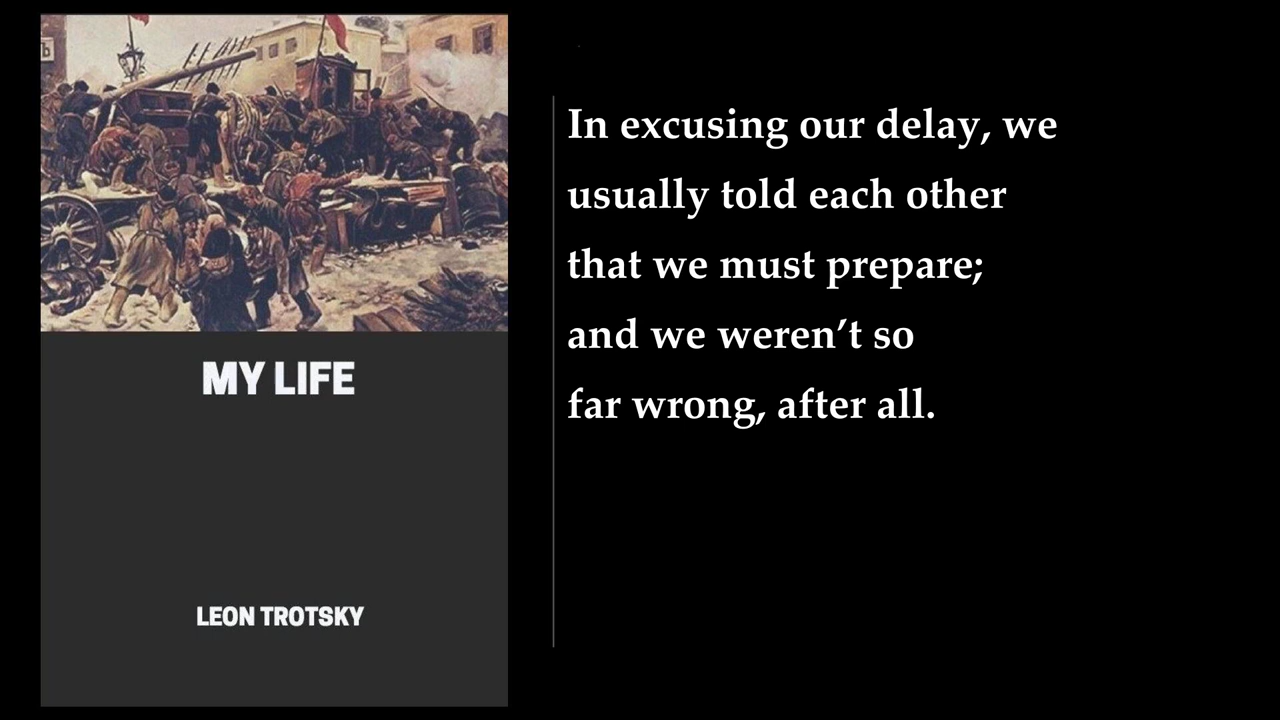 MY LIFE
LEON TROTSKY
In excusing our delay, we
usually told each other
that we must prepare;
and we weren’t so
far wrong, after all.